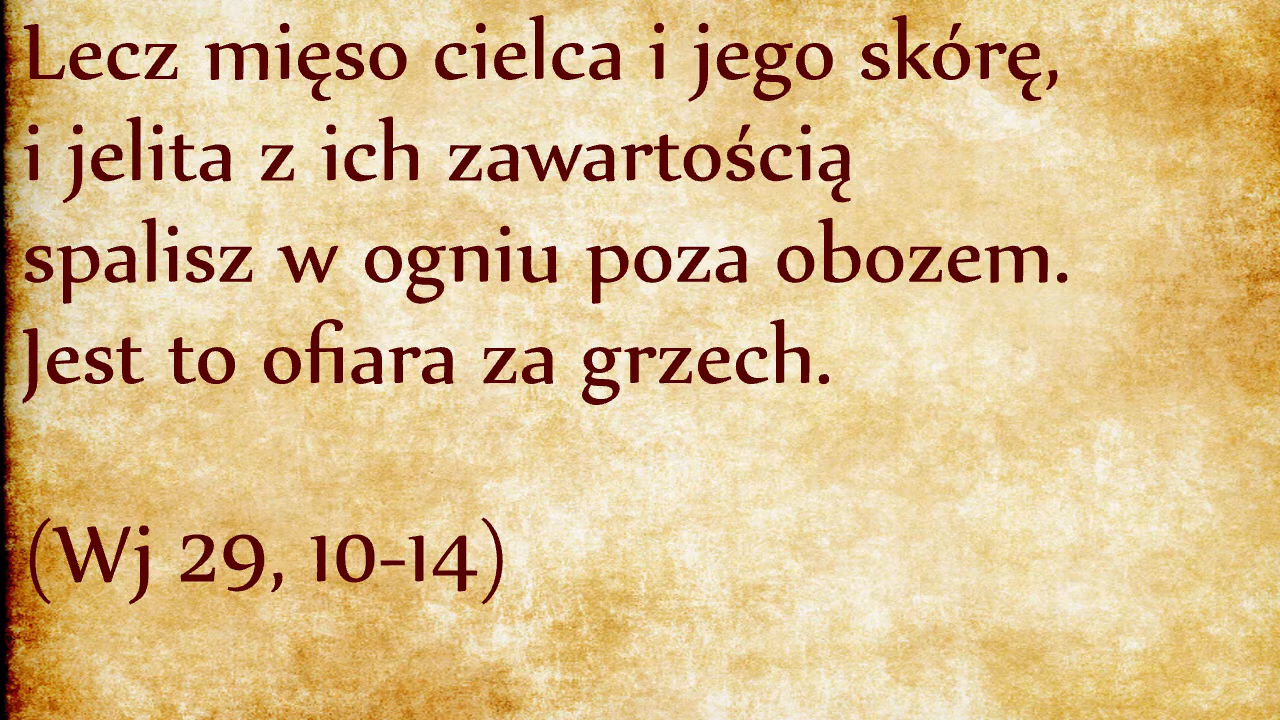 Lecz mięso cielca i jego skórę,
i jelita z ich zawartością
spalisz w ogniu poza obozem.
Jest to ofiara za grzech.
(Wj 29, 10-14)